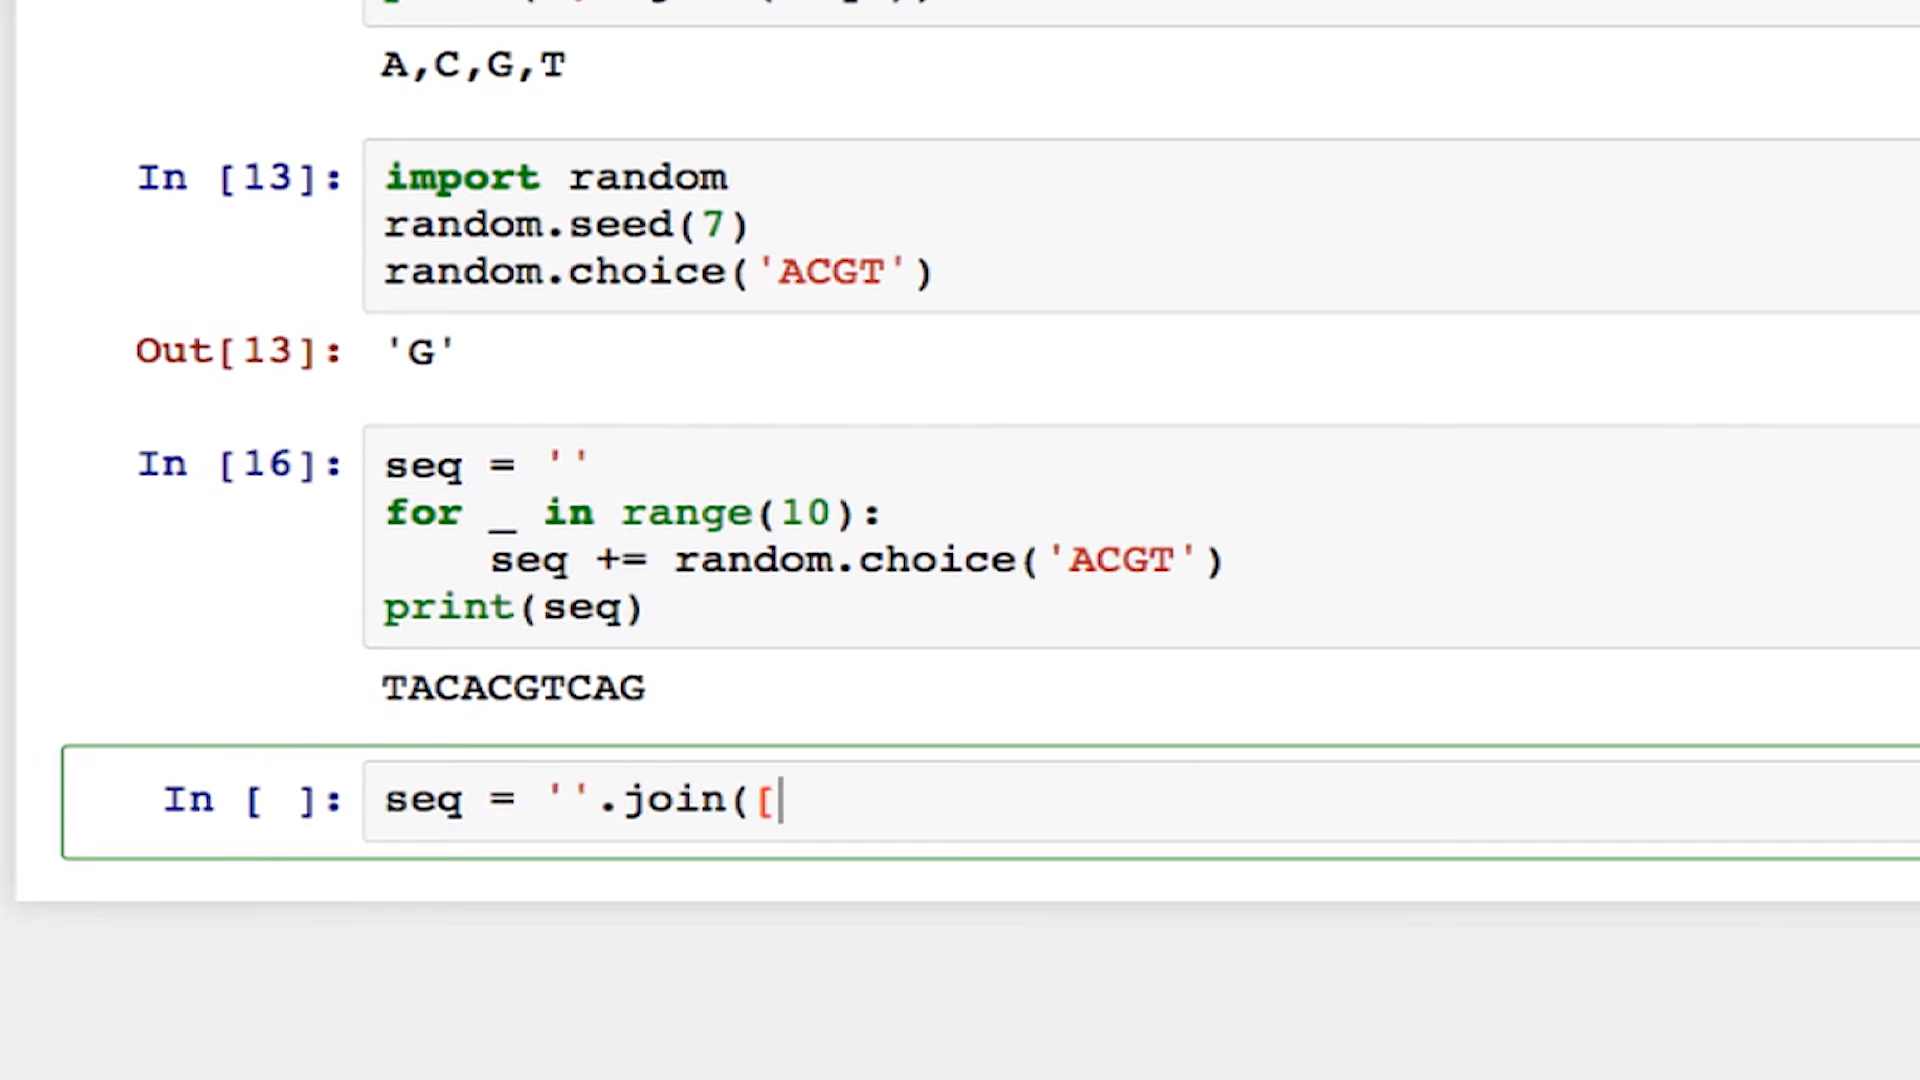 A,C,G,T
In [13]: import random
random.seed(7)
random.choice('ACGT')
Out[13]: 'G'
In [16]: seq = ''
for _ in range(10):
    seq += random.choice('ACGT')
print(seq)
TACACGTCAG
In [ ]: seq = ''.join([